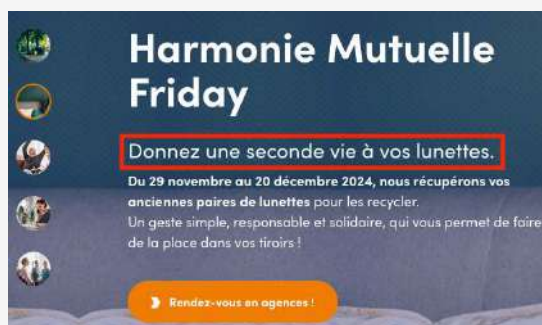 Harmonie Mutuelle
Friday
Donnez une seconde vie à vos lunettes.
Du 29 novembre au 20 décembre 2024, nous récupérons vos
anciennes paires de lunettes pour les recycler.
Un geste simple, responsable et solidaire, qui vous permet de faire
de la place dans vos tiroirs !
Rendez-vous en agences !